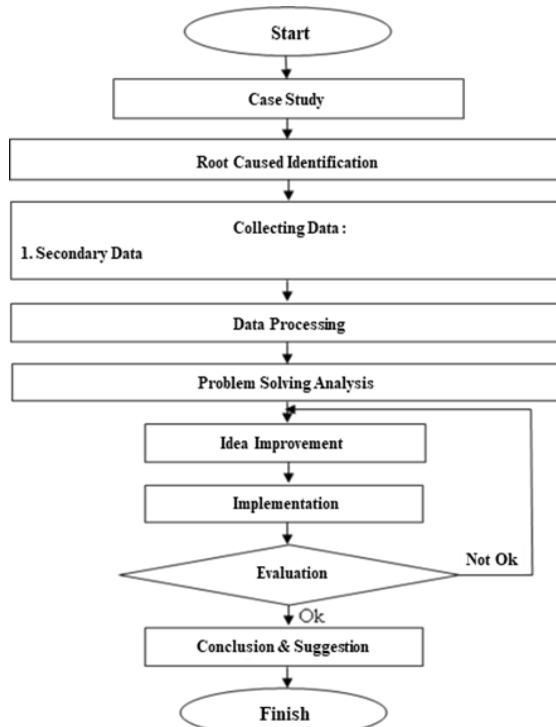 Start
Case Study
Root Caused Identification
Collecting Data :
1. Secondary Data
Data Processing
Problem Solving Analysis
Idea Improvement
Implementation
Evaluation
Not Ok
Ok
Conclusion & Suggestion
Finish